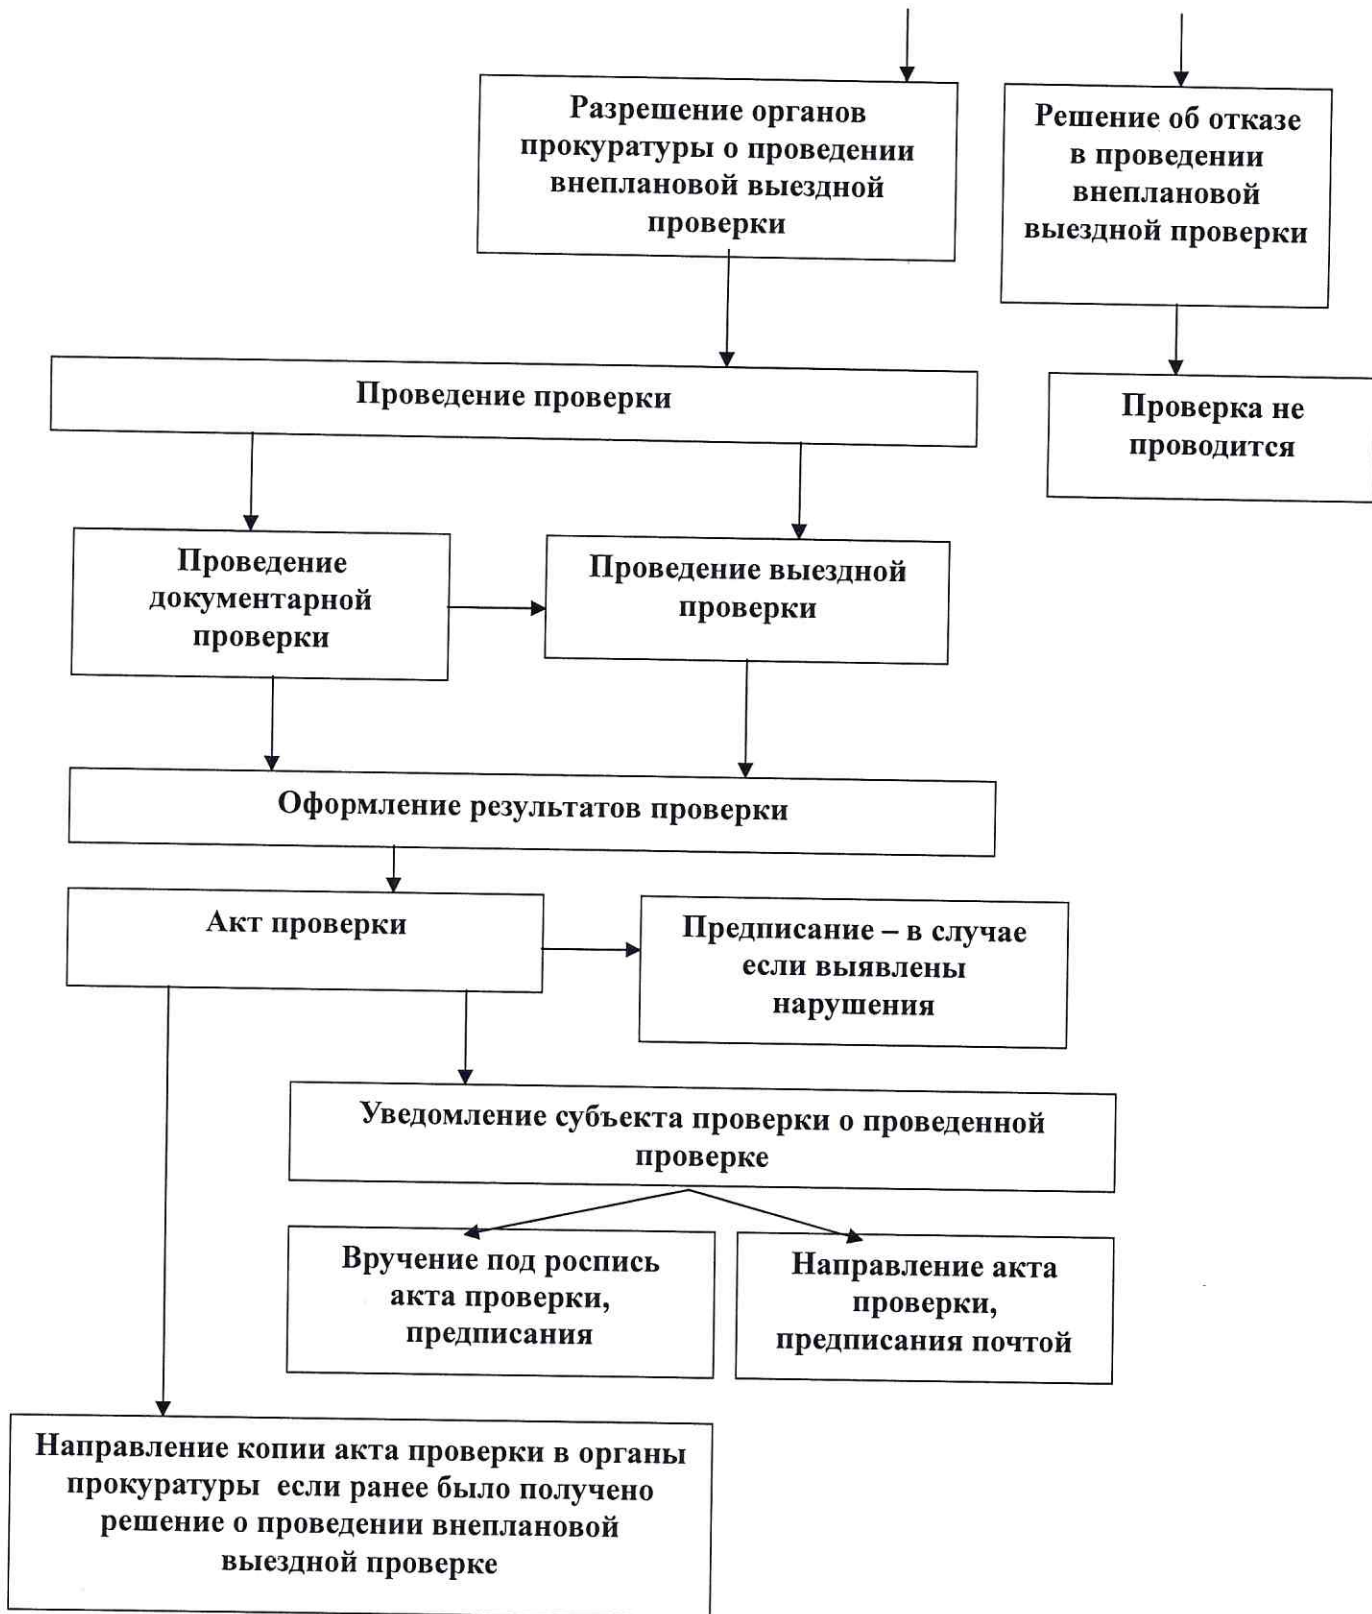 Разрешение органов
прокуратуры о проведении
внеплановой выездной
проверки
Решение об отказе
в проведении
внеплановой
выездной проверки
Проведение проверки
Проверка не
проводится
Проведение
документарной
проверки
Проведение выездной
проверки
Оформление результатов проверки
Акт проверки
Предписание – в случае
если выявлены
нарушения
Уведомление субъекта проверки о проведенной
проверке
Вручение под роспись
акта проверки,
предписания
Направление акта
проверки,
предписания почтой
Направление копии акта проверки в органы
прокуратуры  если ранее было получено
решение о проведении внеплановой
выездной проверке